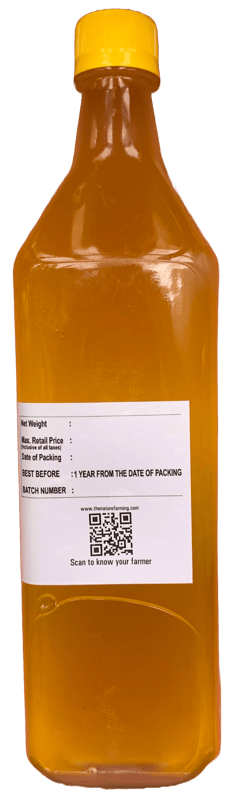 Net Weight :
Max. Retail Price :
(Inclusive of all taxes)
Date of Packing :
BEST BEFORE : 1 YEAR FROM THE DATE OF PACKING
BATCH NUMBER :
www.thenaturefarming.com
Scan to know your farmer